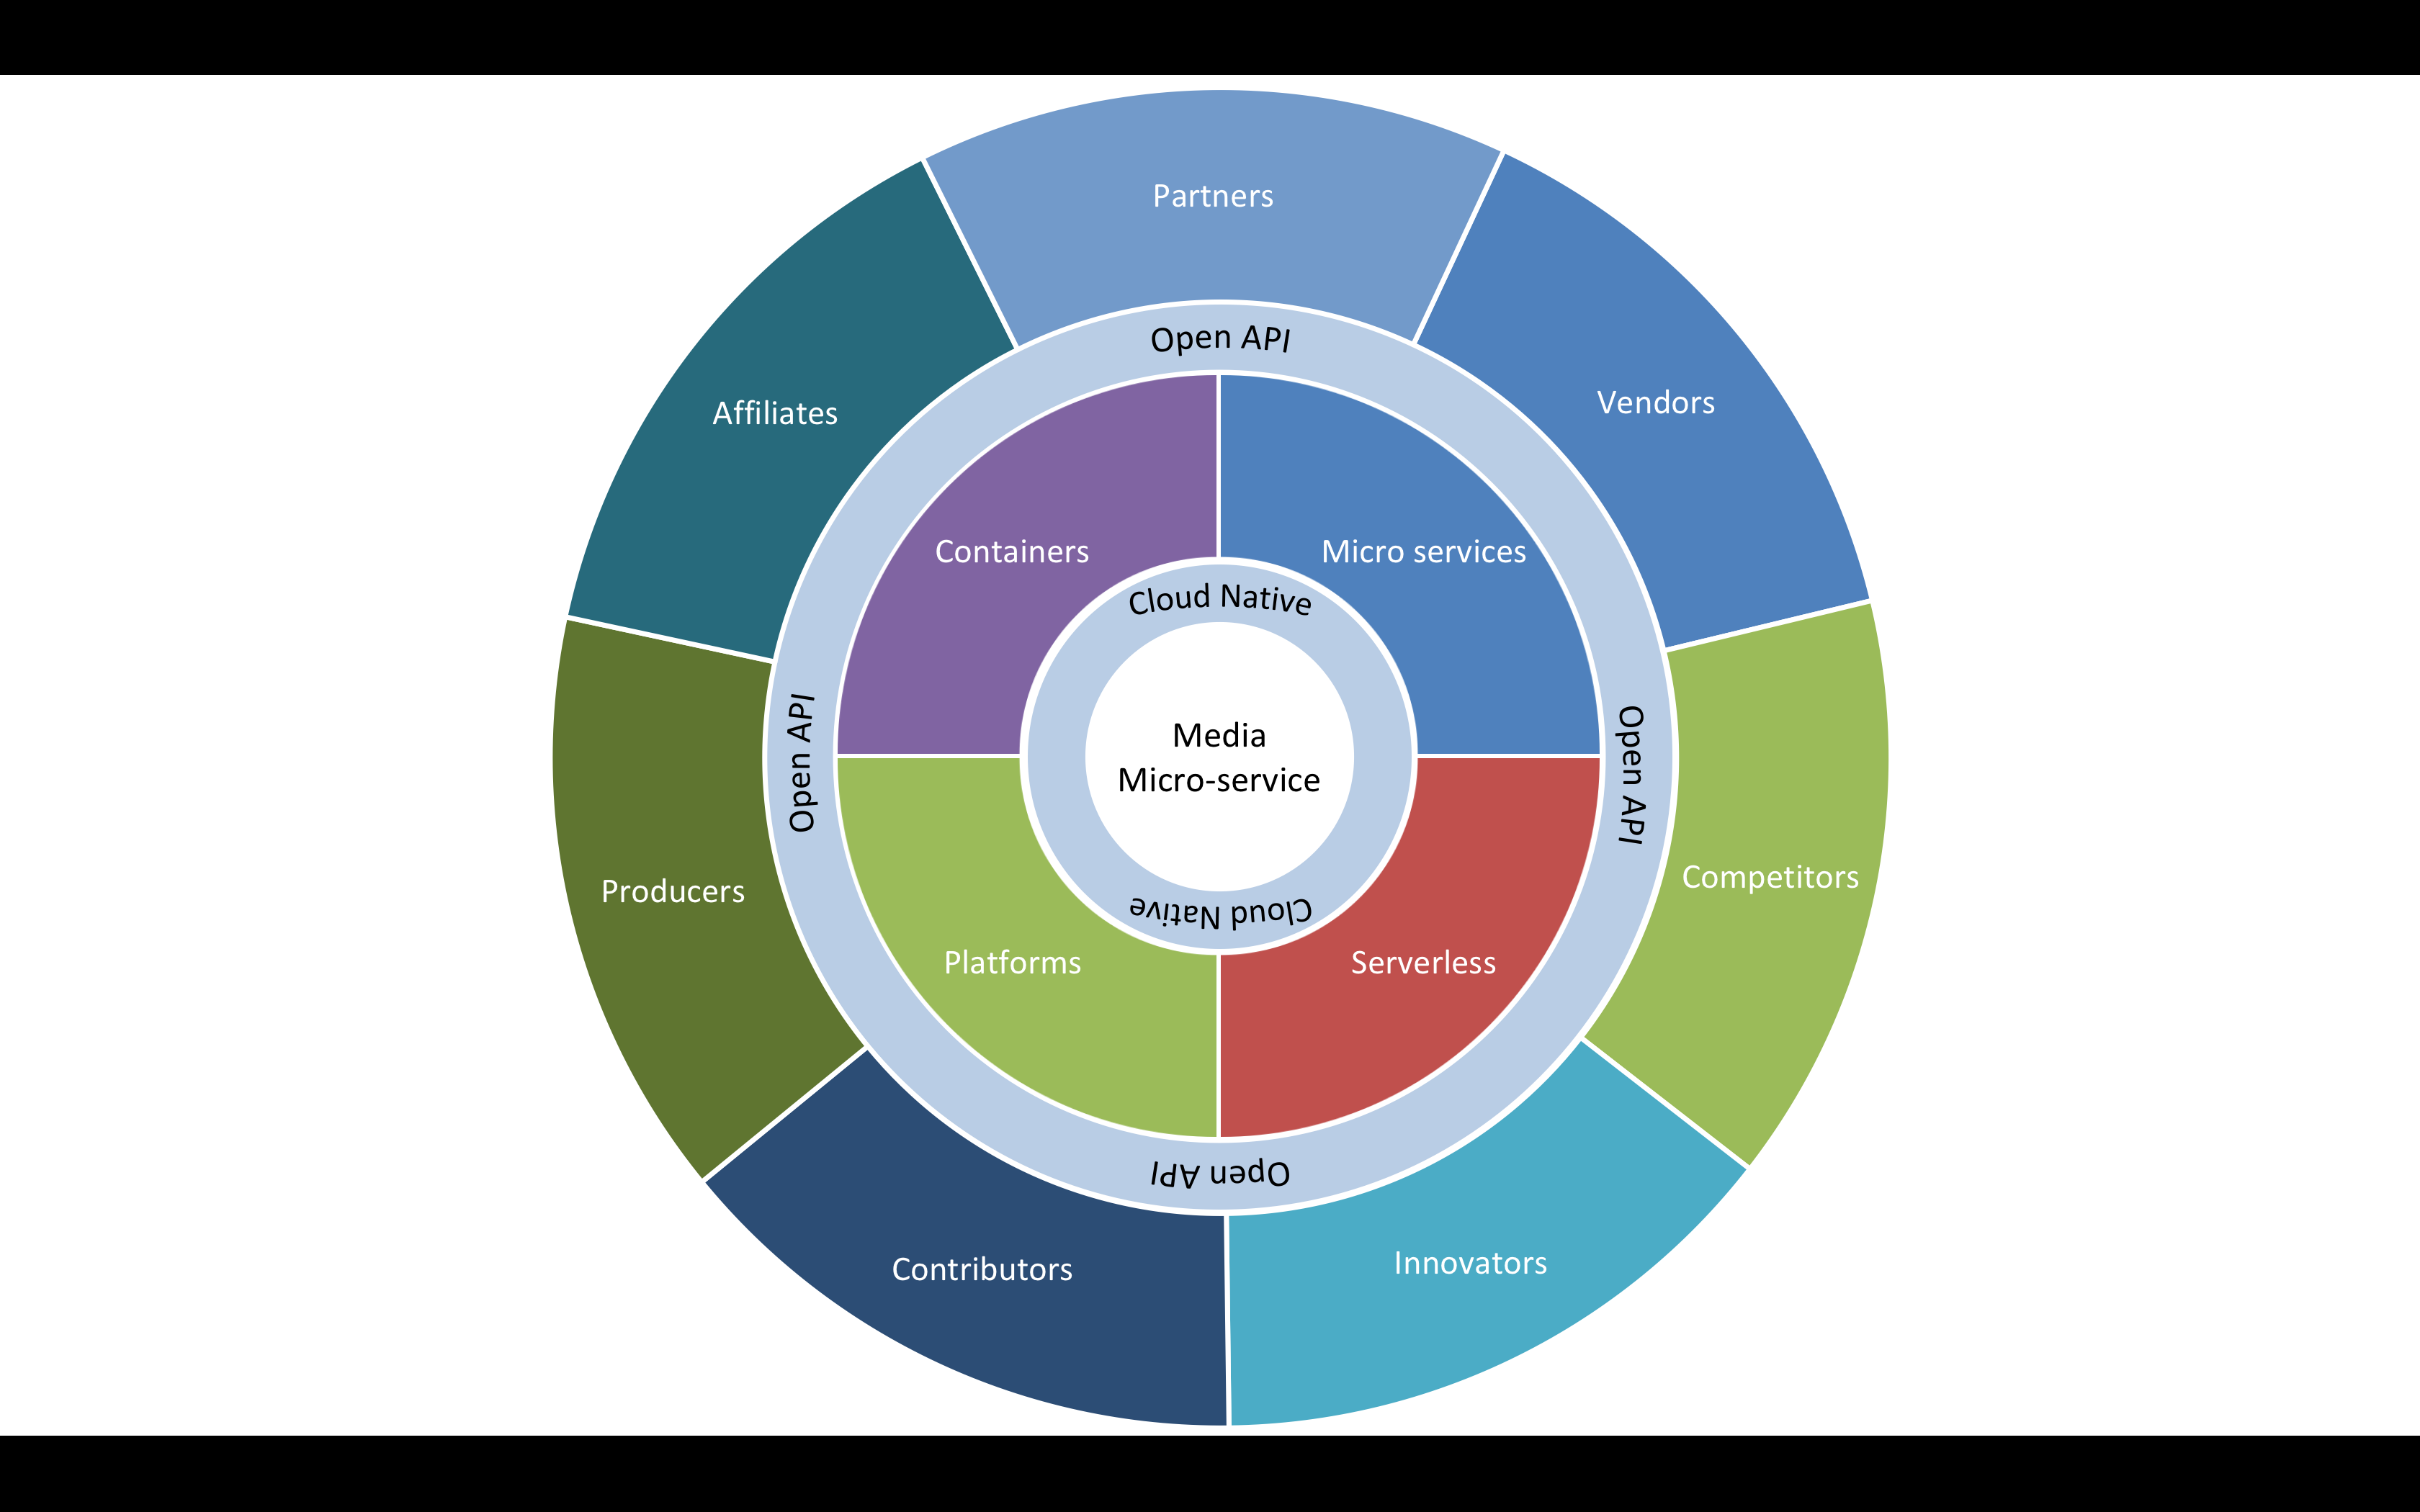 Partners
Open API
Vendors
Affiliates
Containers
Micro services
Cloud Native
Media
Micro-service
Open API
Open API
Competitors
Producers
Cloud Native
Platforms
Serverless
Open API
Contributors
Innovators